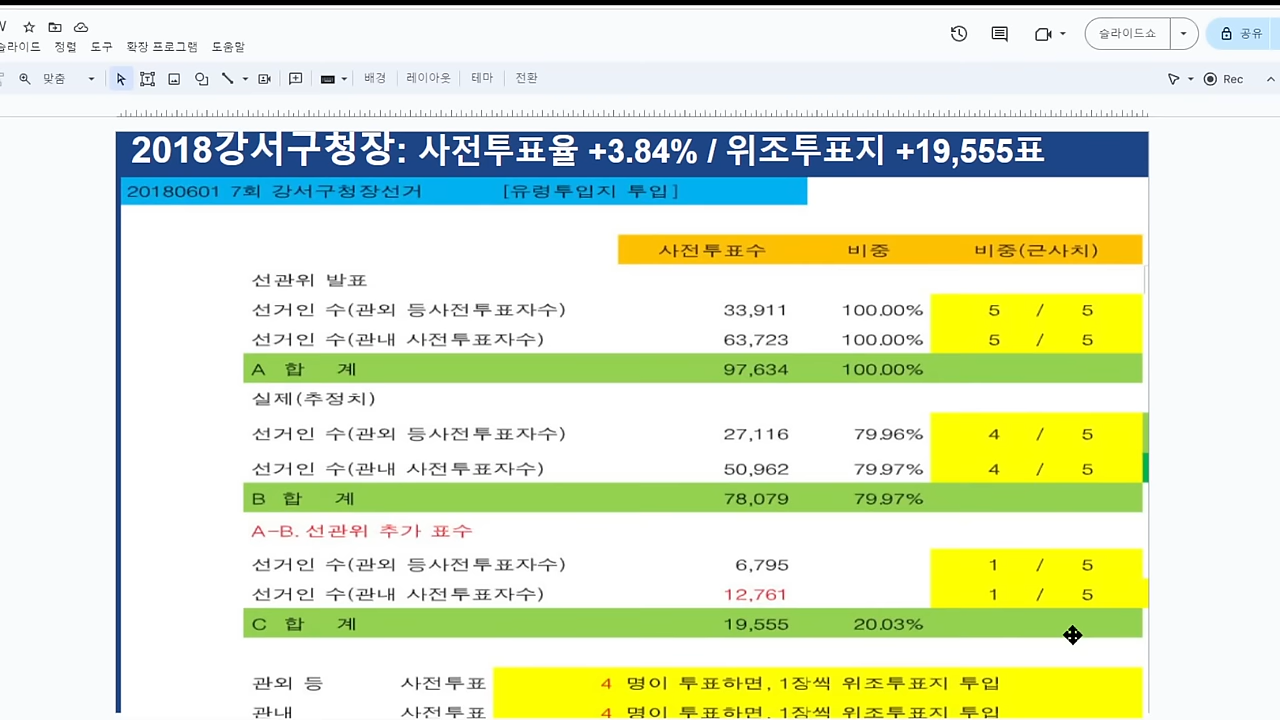 슬라이드 정렬 도구 확장 프로그램 도움말
슬라이드쇼
공유
맞춤
배경 레이아웃 테마 전환
Rec
2018강서구청장: 사전투표율 +3.84% / 위조투표지 +19,555표
20180601 7회 강서구청장선거 [유령투입지 투입]
사전투표수 비중 비중(근사치)
선관위 발표
선거인 수(관외 등사전투표자수) 33,911 100.00% 5 / 5
선거인 수(관내 사전투표자수) 63,723 100.00% 5 / 5
A 합 계 97,634 100.00%
실제(추정치)
선거인 수(관외 등사전투표자수) 27,116 79.96% 4 / 5
선거인 수(관내 사전투표자수) 50,962 79.97% 4 / 5
B 합 계 78,079 79.97%
A-B. 선관위 추가 표수
선거인 수(관외 등사전투표자수) 6,795 1 / 5
선거인 수(관내 사전투표자수) 12,761 1 / 5
C 합 계 19,555 20.03%
관외 등 사전투표 4 명이 투표하면, 1장씩 위조투표지 투입
관내 사전투표 4 명이 투표하면, 1장씩 위조투표지 투입